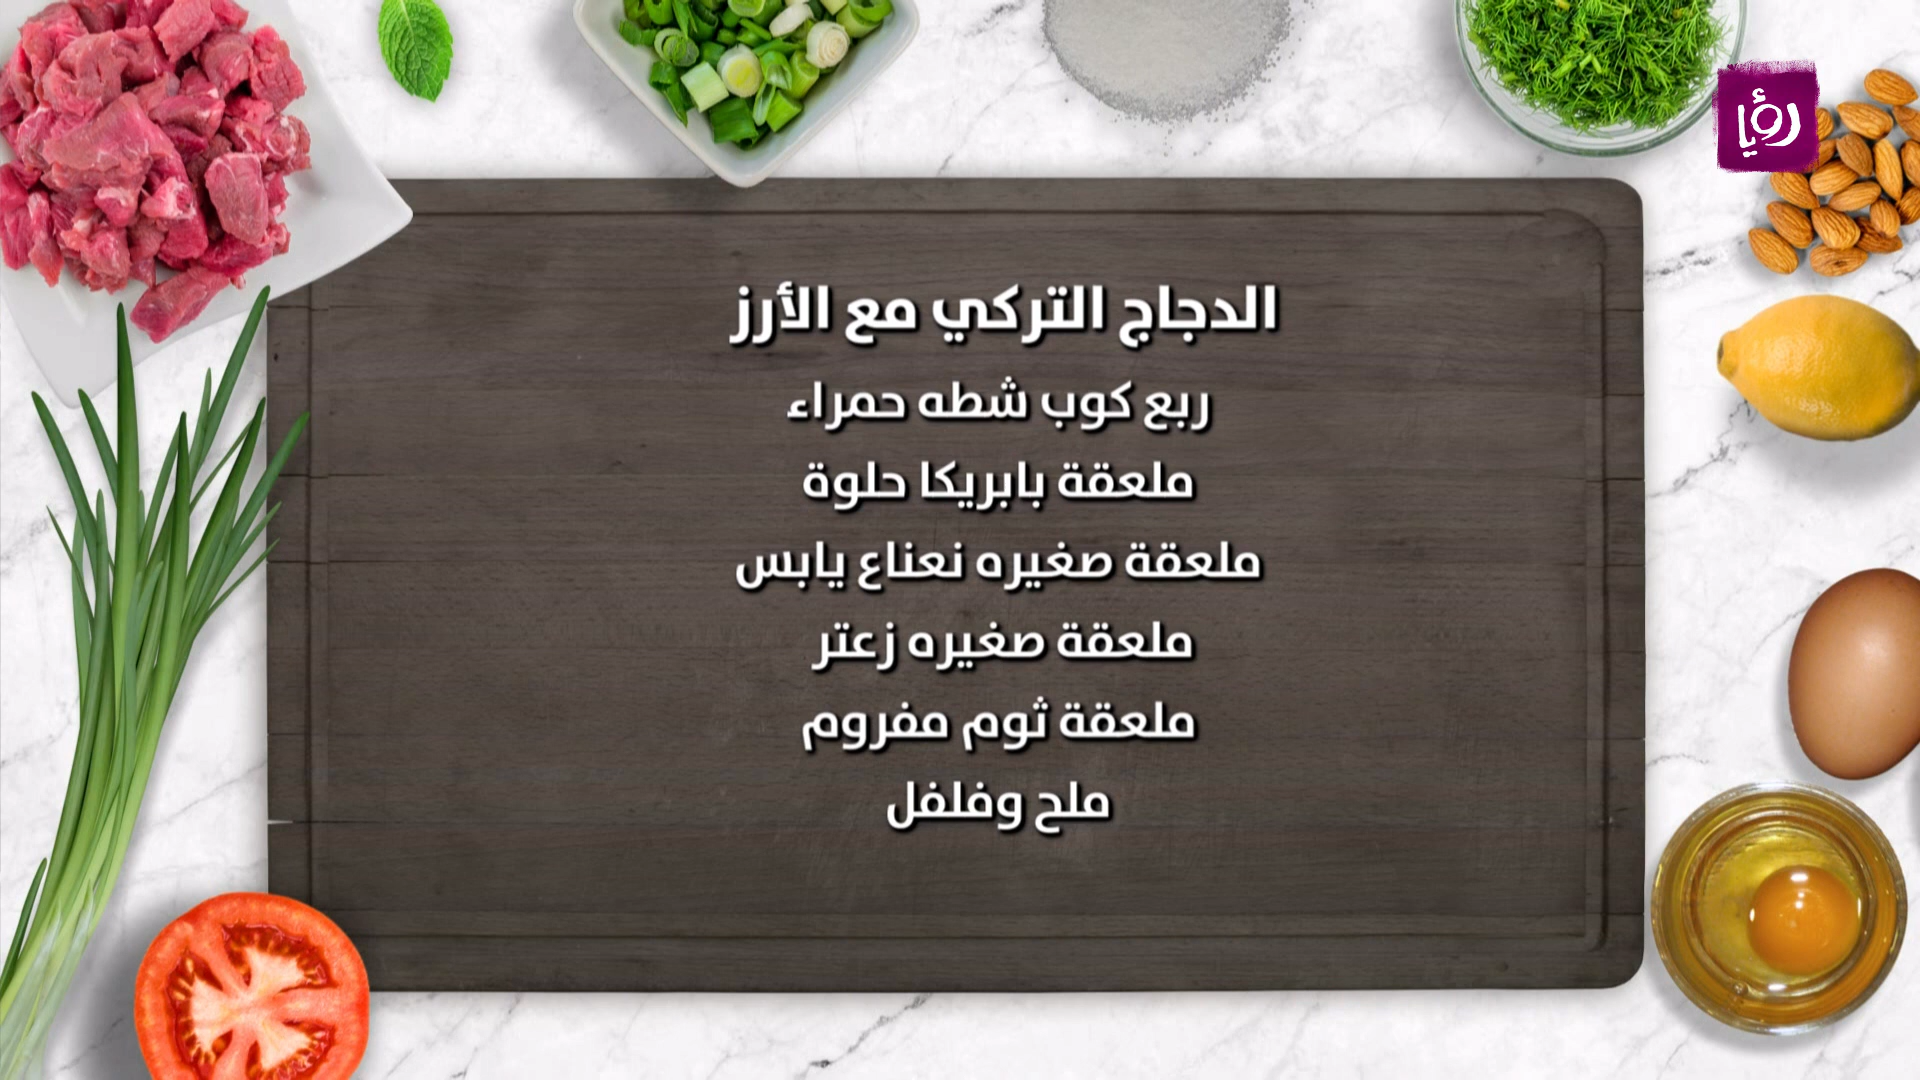 رؤيا
الدجاج التركي مع الأرز
ربع كوب شطه حمراء
ملعقة بابريكا حلوة
ملعقة صغيره نعناع يابس
ملعقة صغيره زعتر
ملعقة ثوم مفروم
ملح وفلفل